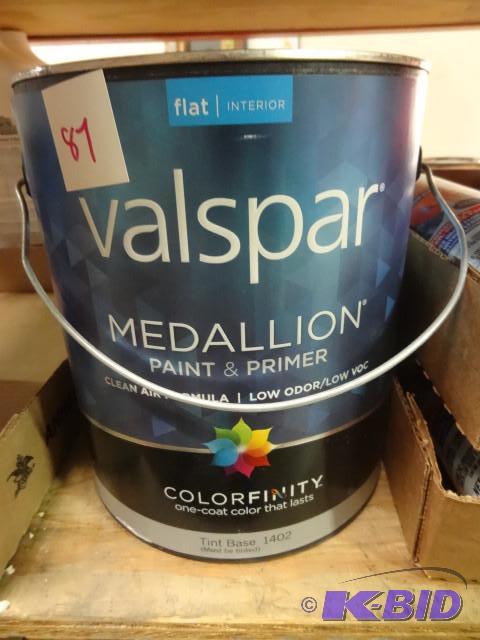 flat | INTERIOR
87
valspar®
MEDALLION®
PAINT & PRIMER
CLEAN AIR FORMULA | LOW ODOR/LOW VOC
COLORFINITY™
one-coat color that lasts
Tint Base 1402
(Must be tinted)
© K-BID